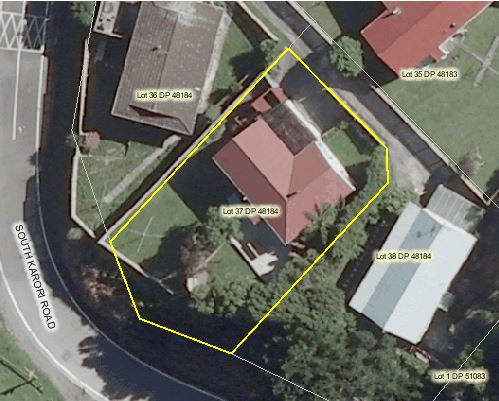 Lot 35 DP 48183
Lot 36 DP 48184
Lot 37 DP 48184
SOUTH KARORI ROAD
Lot 38 DP 48184
Lot 1 DP 51083